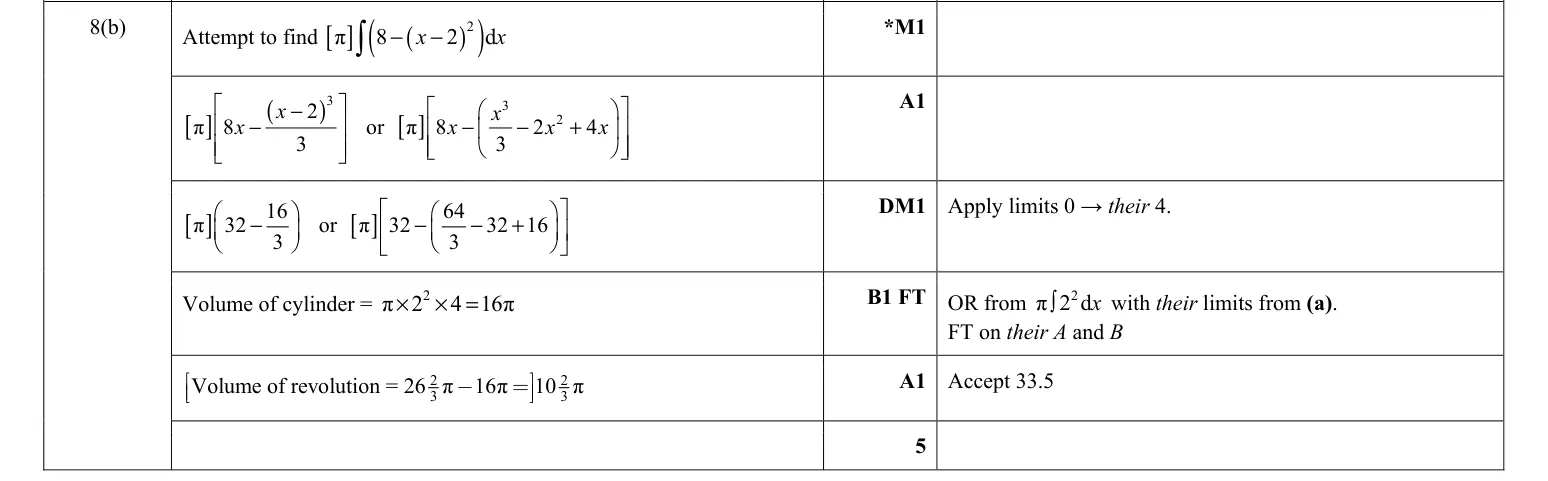 8(b)
Attempt to find [π]∫(8−(x−2)²)dx *M1
[π][8x−(x−2)³/3] or [π][8x−(x³/3−2x²+4x)] A1
[π](32−16/3) or [π][32−(64/3−32+16)] DM1 Apply limits 0 → their 4.
Volume of cylinder = π×2²×4=16π B1 FT OR from π∫2²dx with their limits from (a).
FT on their A and B
[Volume of revolution = 26⅔π−16π=]10⅔π A1 Accept 33.5
5